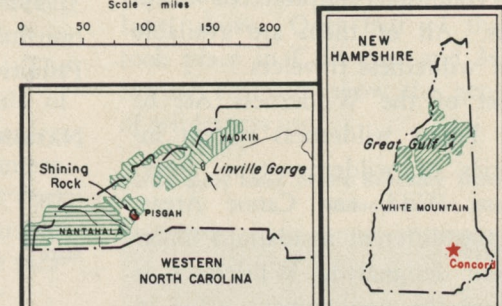 Scale - miles
0 50 100 150 200
NEW
HAMPSHIRE
Great Gulf
WHITE MOUNTAIN
Concord
YADKIN
Linville Gorge
Shining
Rock
PISGAH
NANTAHALA
WESTERN
NORTH CAROLINA